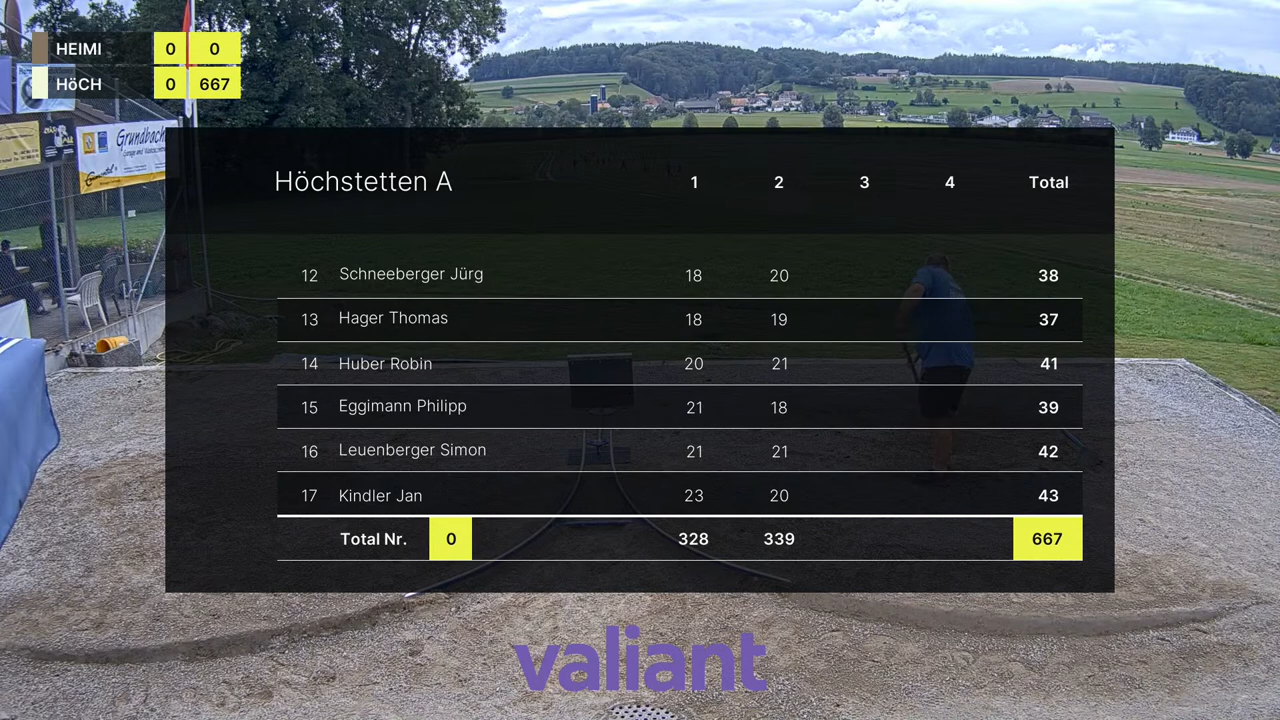 HEIMI 0 0
HöCH 0 667
Grundbach
Höchstetten A 1 2 3 4 Total
12 Schneeberger Jürg 18 20 38
13 Hager Thomas 18 19 37
14 Huber Robin 20 21 41
15 Eggimann Philipp 21 18 39
16 Leuenberger Simon 21 21 42
17 Kindler Jan 23 20 43
Total Nr. 0 328 339 667
valiant